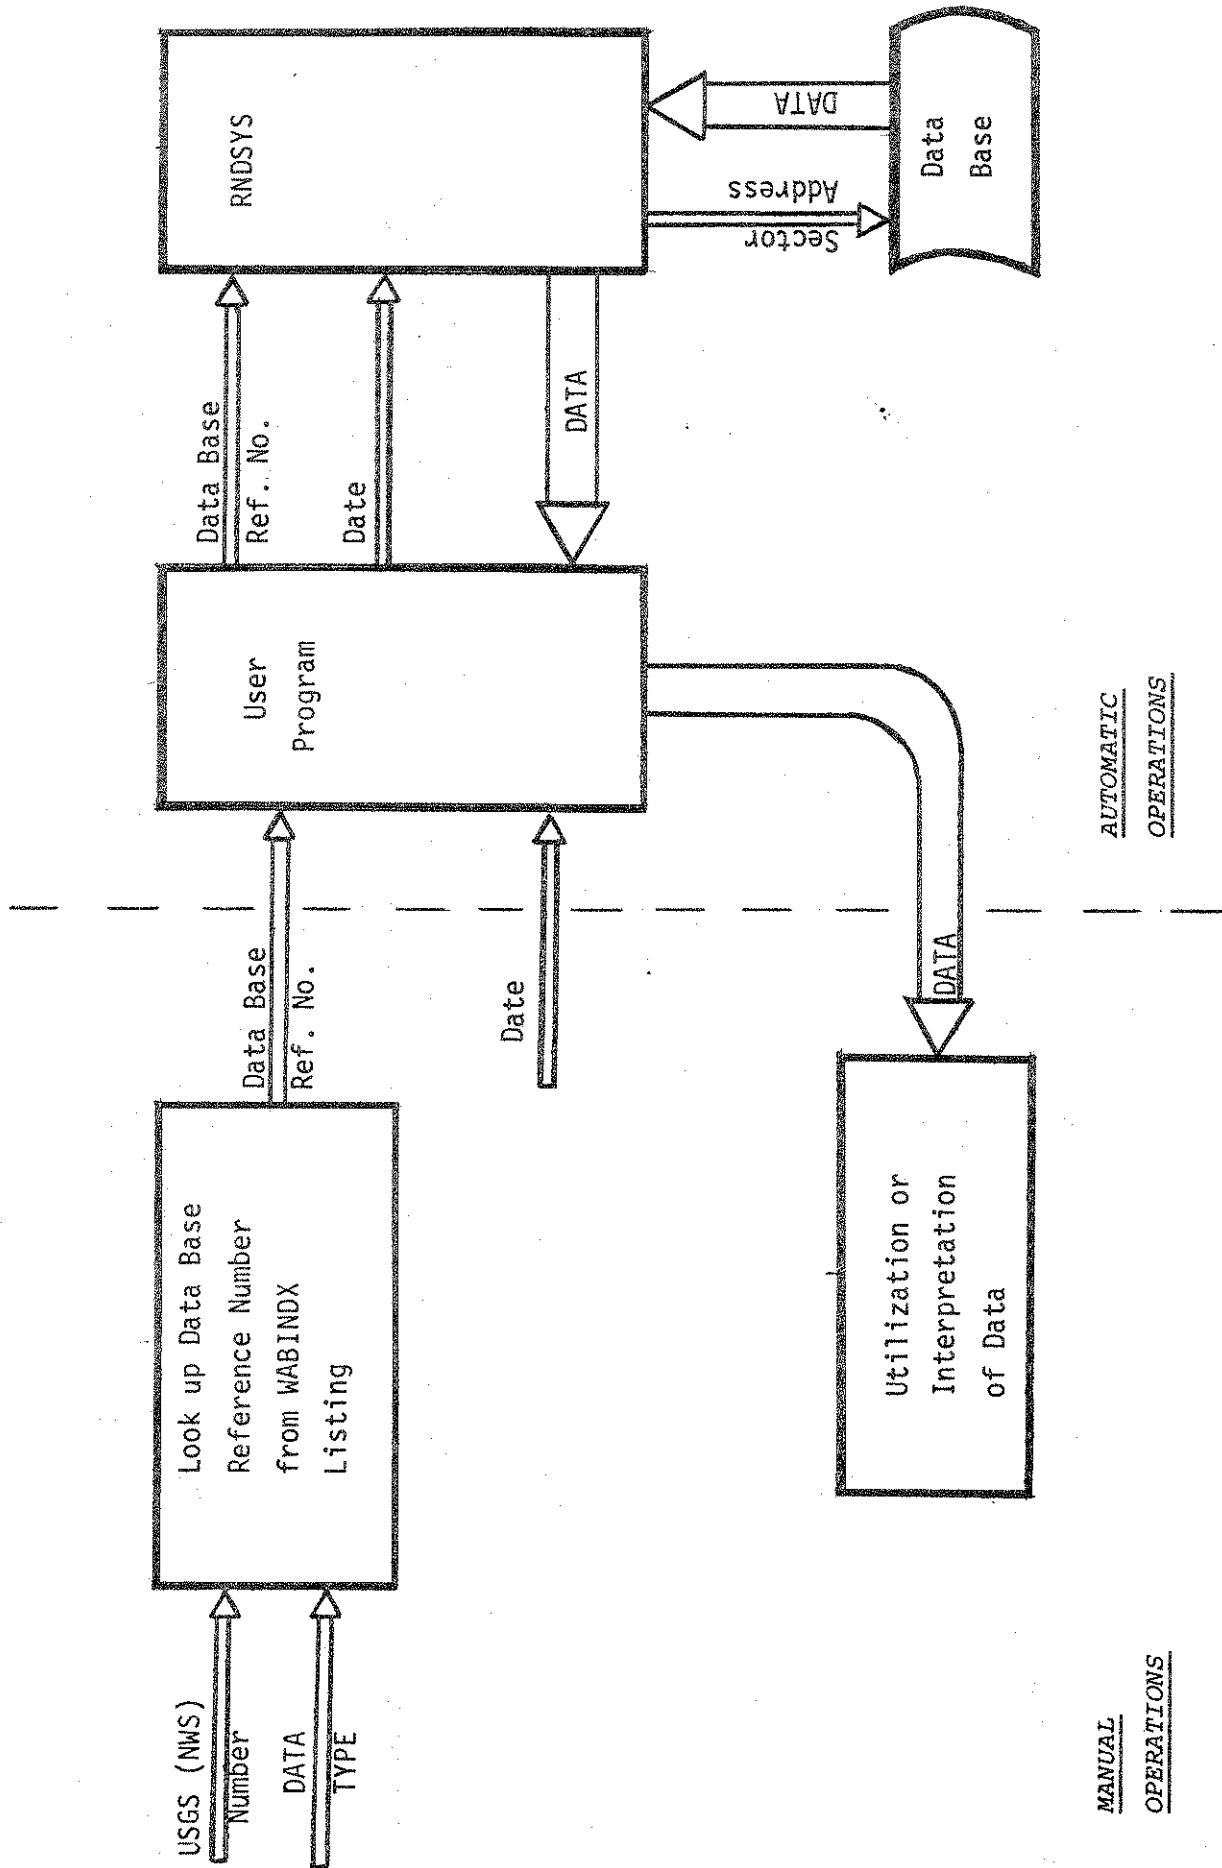 USGS (NWS)
Number
DATA
TYPE
Look up Data Base
Reference Number
from WABINDX
Listing
Data Base
Ref. No.
Date
User
Program
Data Base
Ref. No.
Date
DATA
RNDSYS
Sector Address
DATA
Data
Base
DATA
Utilization or
Interpretation
of Data
MANUAL
OPERATIONS
AUTOMATIC
OPERATIONS